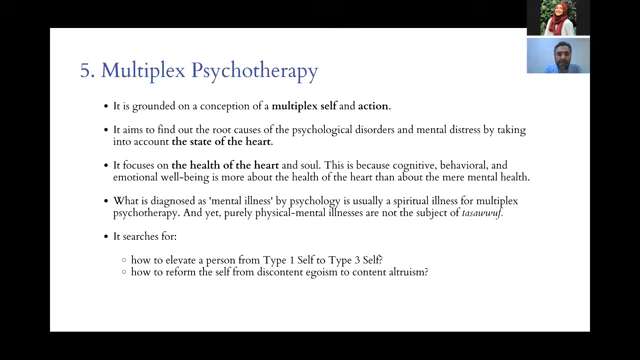 5. Multiplex Psychotherapy
• It is grounded on a conception of a multiplex self and action.
• It aims to find out the root causes of the psychological disorders and mental distress by taking
into account the state of the heart.
• It focuses on the health of the heart and soul. This is because cognitive, behavioral, and
emotional well-being is more about the health of the heart than about the mere mental health.
• What is diagnosed as 'mental illness' by psychology is usually a spiritual illness for multiplex
psychotherapy. And yet, purely physical-mental illnesses are not the subject of tasawwuf.
• It searches for:
○ how to elevate a person from Type 1 Self to Type 3 Self?
○ how to reform the self from discontent egoism to content altruism?